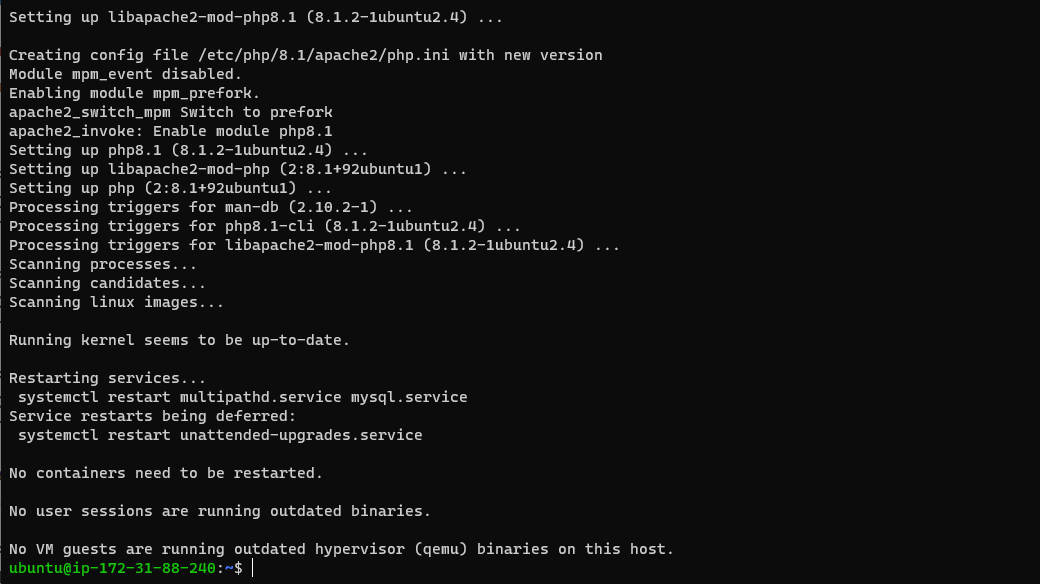 Setting up libapache2-mod-php8.1 (8.1.2-1ubuntu2.4) ...
Creating config file /etc/php/8.1/apache2/php.ini with new version
Module mpm_event disabled.
Enabling module mpm_prefork.
apache2_switch_mpm Switch to prefork
apache2_invoke: Enable module php8.1
Setting up php8.1 (8.1.2-1ubuntu2.4) ...
Setting up libapache2-mod-php (2:8.1+92ubuntu1) ...
Setting up php (2:8.1+92ubuntu1) ...
Processing triggers for man-db (2.10.2-1) ...
Processing triggers for php8.1-cli (8.1.2-1ubuntu2.4) ...
Processing triggers for libapache2-mod-php8.1 (8.1.2-1ubuntu2.4) ...
Scanning processes...
Scanning candidates...
Scanning linux images...
Running kernel seems to be up-to-date.
Restarting services...
 systemctl restart multipathd.service mysql.service
Service restarts being deferred:
 systemctl restart unattended-upgrades.service
No containers need to be restarted.
No user sessions are running outdated binaries.
No VM guests are running outdated hypervisor (qemu) binaries on this host.
ubuntu@ip-172-31-88-240:~$